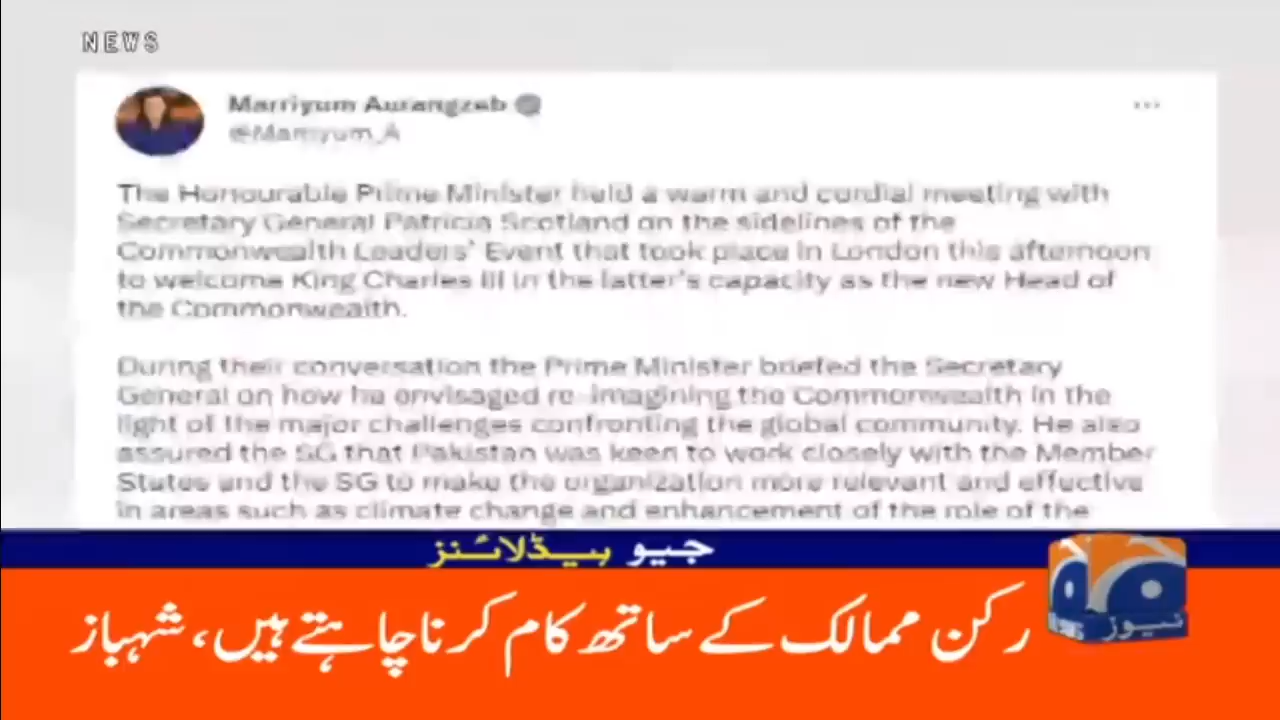 NEWS
Marriyum Aurangzeb
@Marriyum_A
The Honourable Prime Minister held a warm and cordial meeting with
Secretary General Patricia Scotland on the sidelines of the
Commonwealth Leaders' Event that took place in London this afternoon
to welcome King Charles III in the latter's capacity as the new Head of
the Commonwealth.
During their conversation the Prime Minister briefed the Secretary
General on how he envisaged re-imagining the Commonwealth in the
light of the major challenges confronting the global community. He also
assured the SG that Pakistan was keen to work closely with the Member
States and the SG to make the organization more relevant and effective
in areas such as climate change and enhancement of the role of the
جیو ہیڈلائنز
رکن ممالک کے ساتھ کام کرنا چاہتے ہیں، شہباز
نیوز